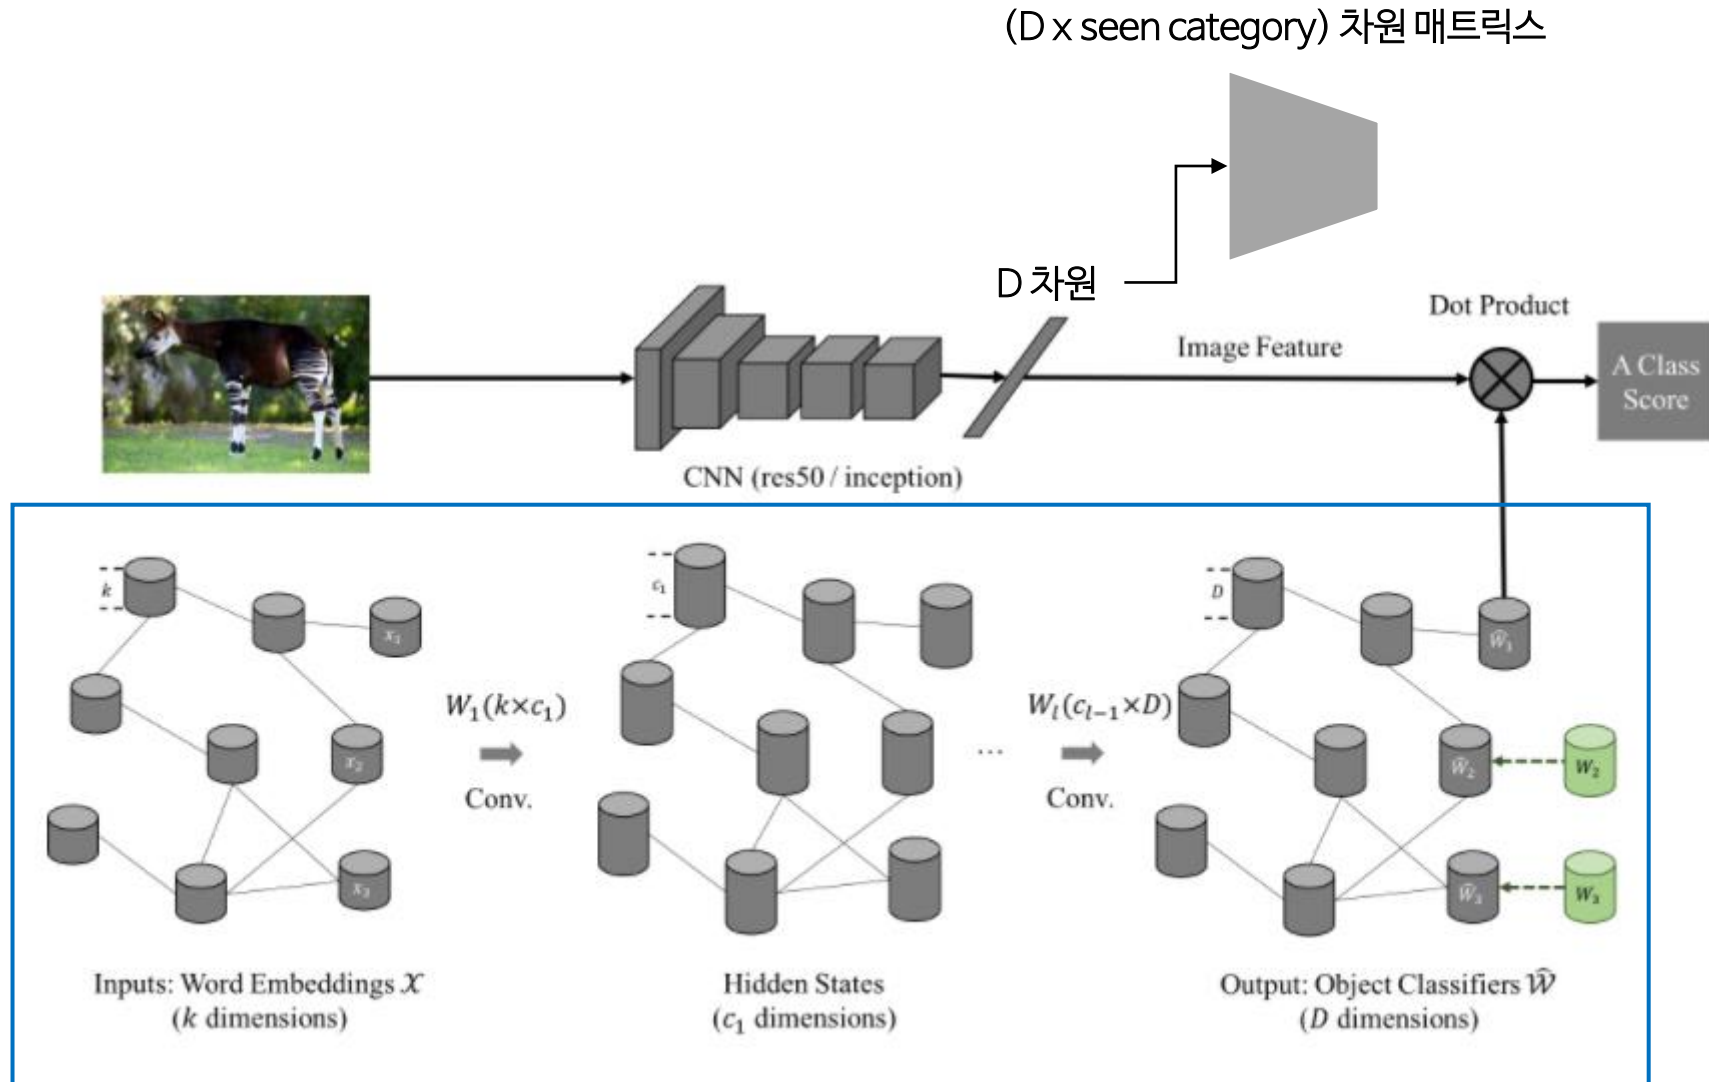 (D x seen category) 차원 매트릭스
D 차원
Dot Product
Image Feature
A Class
Score
CNN (res50 / inception)
k
x₁
x₂
x₃
W₁(k×c₁)
Conv.
c₁
...
Wₗ(cₗ₋₁×D)
Conv.
D
Ŵ₁
Ŵ₂
W₂
Ŵ₃
W₃
Inputs: Word Embeddings 𝒳
(k dimensions)
Hidden States
(c₁ dimensions)
Output: Object Classifiers 𝒲̂
(D dimensions)